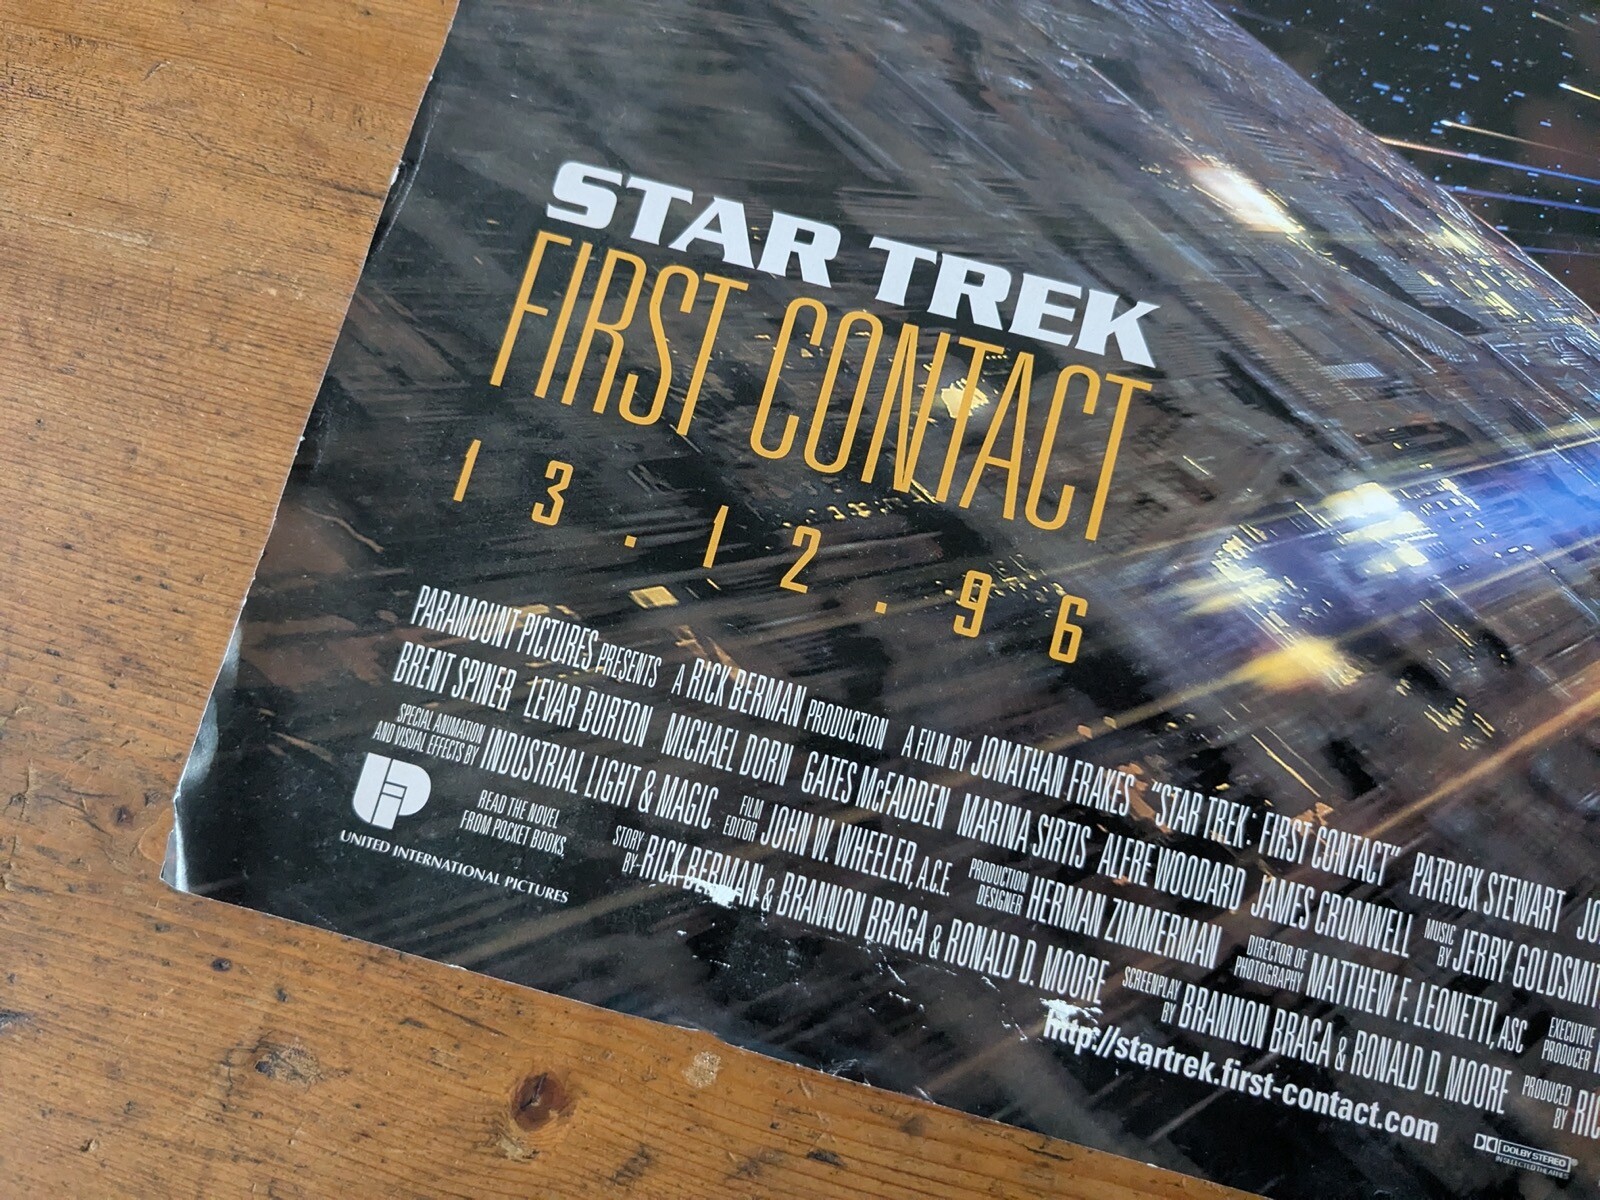 STAR TREK
FIRST CONTACT
13.12.96
PARAMOUNT PICTURES PRESENTS A RICK BERMAN PRODUCTION A FILM BY JONATHAN FRAKES "STAR TREK: FIRST CONTACT" PATRICK STEWART
BRENT SPINER LEVAR BURTON MICHAEL DORN GATES McFADDEN MARINA SIRTIS ALFRE WOODARD JAMES CROMWELL MUSIC BY JERRY GOLDSMIT
SPECIAL ANIMATION AND VISUAL EFFECTS BY INDUSTRIAL LIGHT & MAGIC FILM EDITOR JOHN W. WHEELER, A.C.E. PRODUCTION DESIGNER HERMAN ZIMMERMAN DIRECTOR OF PHOTOGRAPHY MATTHEW F. LEONETTI, ASC EXECUTIVE PRODUCER
READ THE NOVEL FROM POCKET BOOKS. STORY BY RICK BERMAN & BRANNON BRAGA & RONALD D. MOORE SCREENPLAY BY BRANNON BRAGA & RONALD D. MOORE PRODUCED BY RIC
UIP
UNITED INTERNATIONAL PICTURES
http://startrek.first-contact.com
DOLBY STEREO
IN SELECTED THEATRES